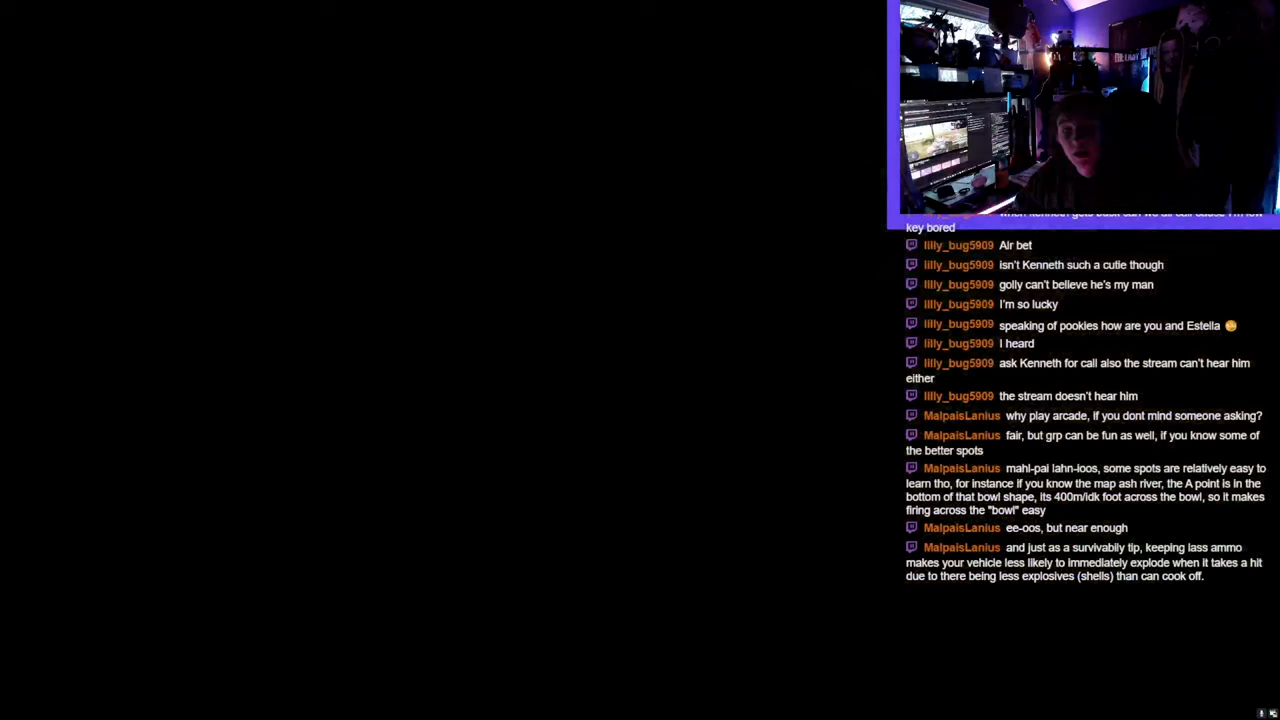 key bored
lilly_bug5909 Alr bet
lilly_bug5909 isn't Kenneth such a cutie though
lilly_bug5909 golly can't believe he's my man
lilly_bug5909 I'm so lucky
lilly_bug5909 speaking of pookies how are you and Estella
lilly_bug5909 I heard
lilly_bug5909 ask Kenneth for call also the stream can't hear him
either
lilly_bug5909 the stream doesn't hear him
MalpaisLanius why play arcade, if you dont mind someone asking?
MalpaisLanius fair, but grp can be fun as well, if you know some of
the better spots
MalpaisLanius mahl-pai lahn-ioos, some spots are relatively easy to
learn tho, for instance if you know the map ash river, the A point is in the
bottom of that bowl shape, its 400m/idk foot across the bowl, so it makes
firing across the "bowl" easy
MalpaisLanius ee-oos, but near enough
MalpaisLanius and just as a survivabily tip, keeping lass ammo
makes your vehicle less likely to immediately explode when it takes a hit
due to there being less explosives (shells) than can cook off.